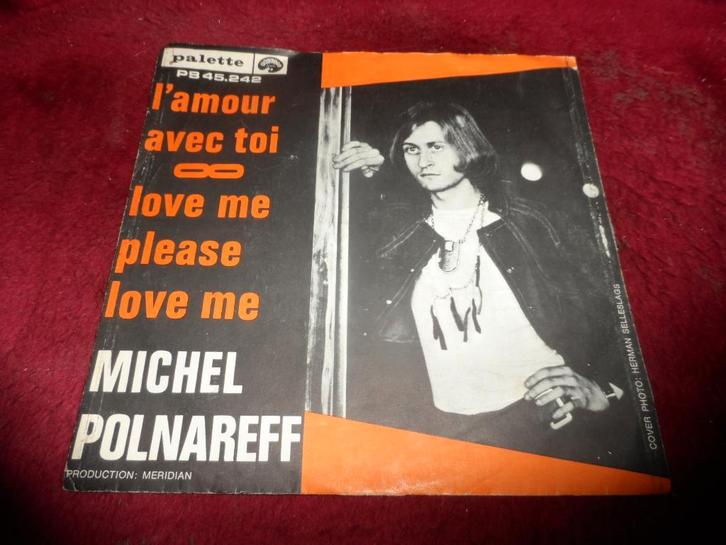 palette
PB 45.242
l'amour
avec toi
love me
please
love me
MICHEL
POLNAREFF
PRODUCTION: MERIDIAN
COVER PHOTO: HERMAN SELLESLAGS